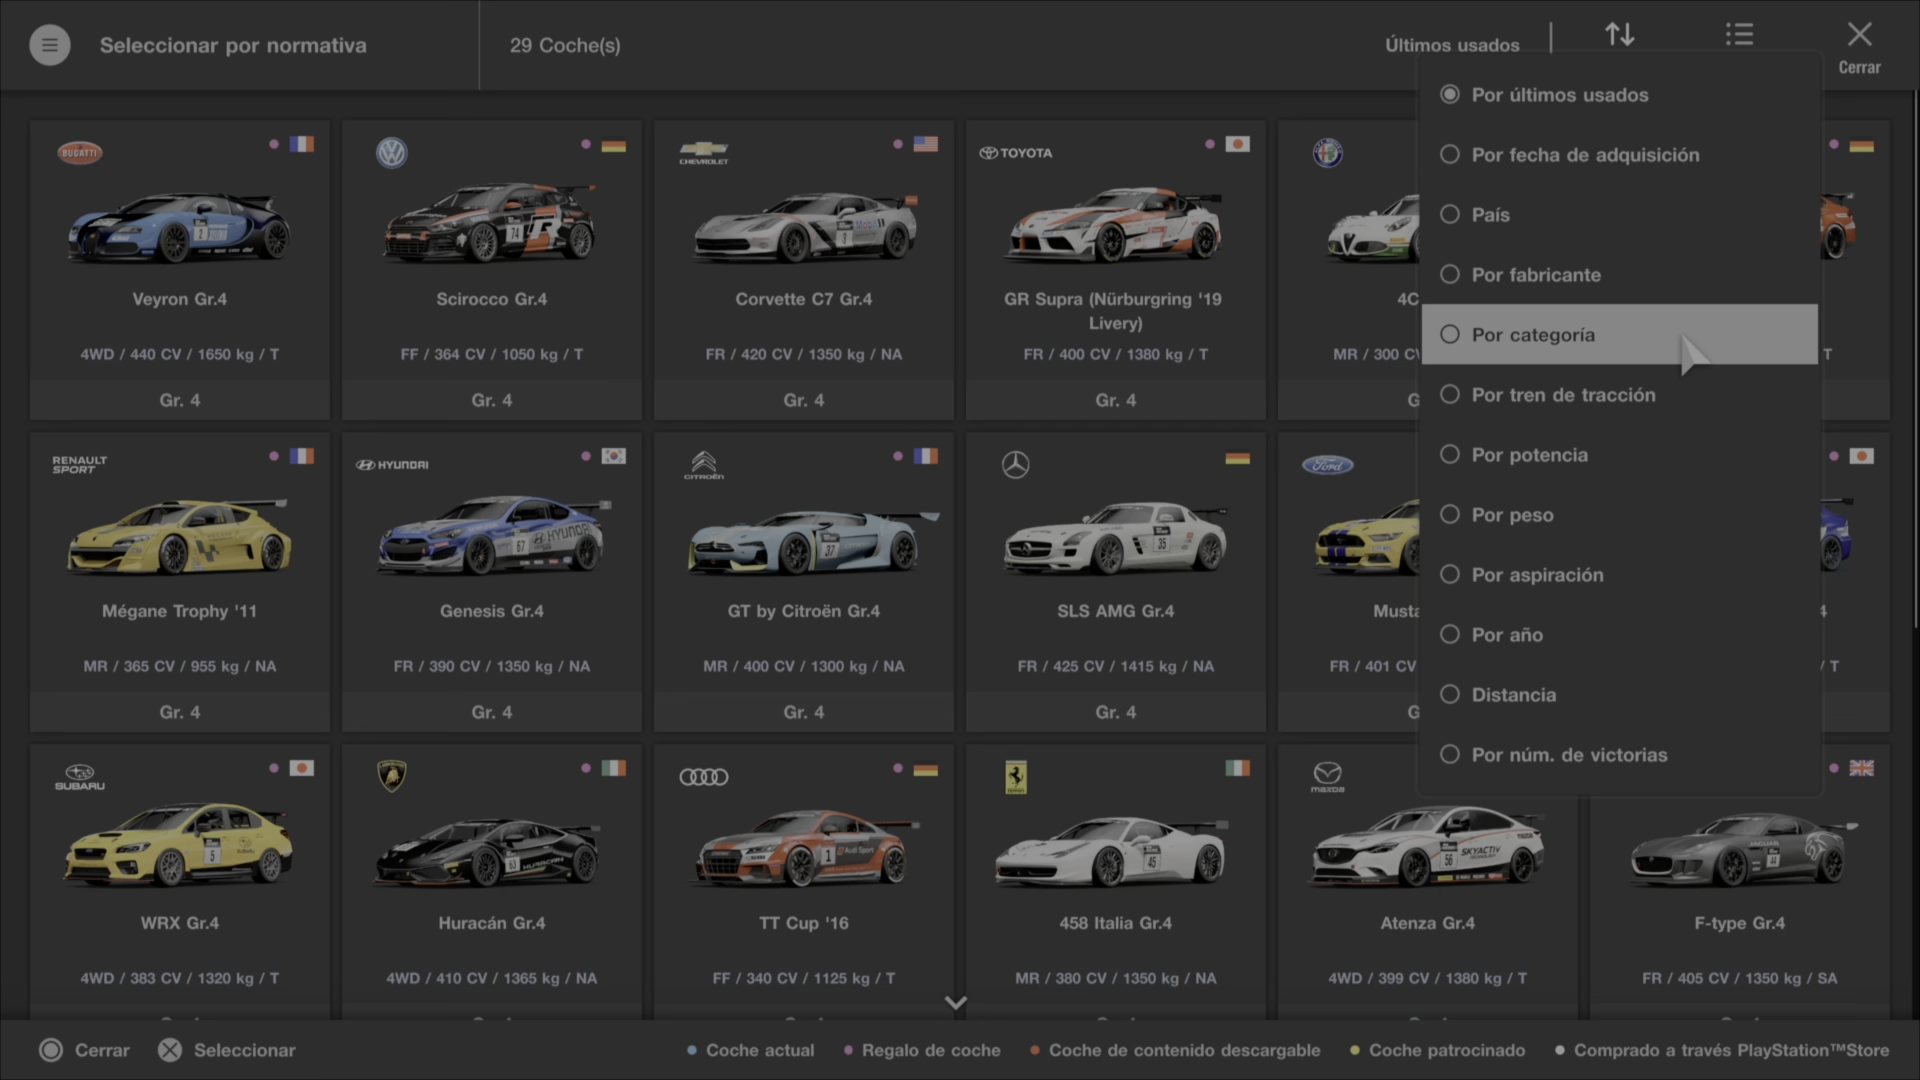 Seleccionar por normativa
29 Coche(s)
Últimos usados
Cerrar
Por últimos usados
Por fecha de adquisición
País
Por fabricante
Por categoría
Por tren de tracción
Por potencia
Por peso
Por aspiración
Por año
Distancia
Por núm. de victorias
BUGATTI
CHEVROLET
TOYOTA
Veyron Gr.4
Scirocco Gr.4
Corvette C7 Gr.4
GR Supra (Nürburgring '19
Livery)
4C
4WD / 440 CV / 1650 kg / T
FF / 364 CV / 1050 kg / T
FR / 420 CV / 1350 kg / NA
FR / 400 CV / 1380 kg / T
MR / 300 CV
T
Gr. 4
Gr. 4
Gr. 4
Gr. 4
G
RENAULT
SPORT
HYUNDAI
CITROËN
Ford
Mégane Trophy '11
Genesis Gr.4
GT by Citroën Gr.4
SLS AMG Gr.4
Musta
4
MR / 365 CV / 955 kg / NA
FR / 390 CV / 1350 kg / NA
MR / 400 CV / 1300 kg / NA
FR / 425 CV / 1415 kg / NA
FR / 401 CV
/ T
Gr. 4
Gr. 4
Gr. 4
Gr. 4
G
SUBARU
mazda
WRX Gr.4
Huracán Gr.4
TT Cup '16
458 Italia Gr.4
Atenza Gr.4
F-type Gr.4
4WD / 383 CV / 1320 kg / T
4WD / 410 CV / 1365 kg / NA
FF / 340 CV / 1125 kg / T
MR / 380 CV / 1350 kg / NA
4WD / 399 CV / 1380 kg / T
FR / 405 CV / 1350 kg / SA
Cerrar
Seleccionar
Coche actual
Regalo de coche
Coche de contenido descargable
Coche patrocinado
Comprado a través PlayStation™Store